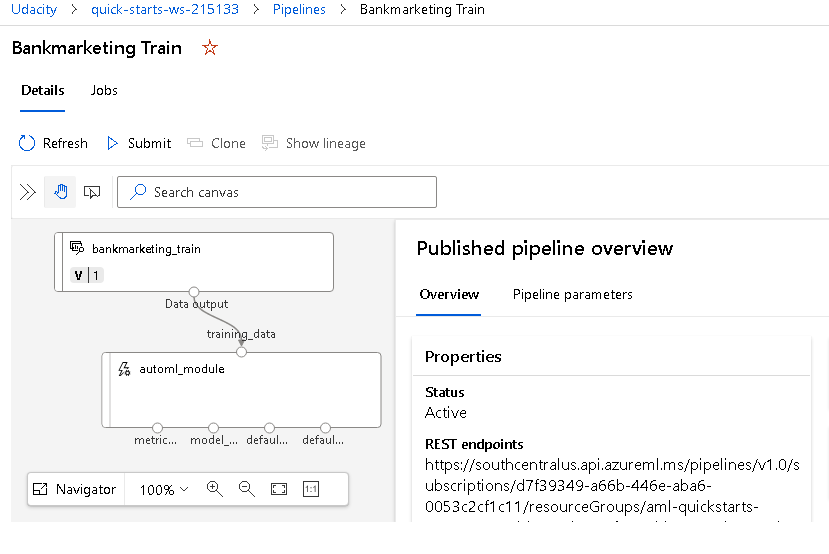 Udacity > quick-starts-ws-215133 > Pipelines > Bankmarketing Train
Bankmarketing Train
Details Jobs
Refresh Submit Clone Show lineage
Search canvas
bankmarketing_train
V 1
Data output
training_data
automl_module
metric... model_... defaul... defaul...
Navigator 100% 1:1
Published pipeline overview
Overview Pipeline parameters
Properties
Status
Active
REST endpoints
https://southcentralus.api.azureml.ms/pipelines/v1.0/s
ubscriptions/d7f39349-a66b-446e-aba6-
0053c2cf1c11/resourceGroups/aml-quickstarts-